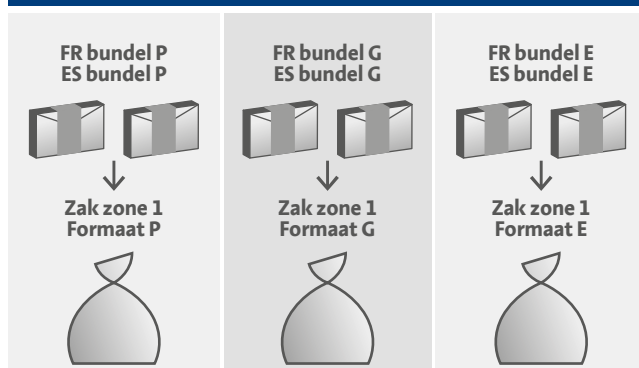 FR bundel P
ES bundel P
Zak zone 1
Formaat P
FR bundel G
ES bundel G
Zak zone 1
Formaat G
FR bundel E
ES bundel E
Zak zone 1
Formaat E